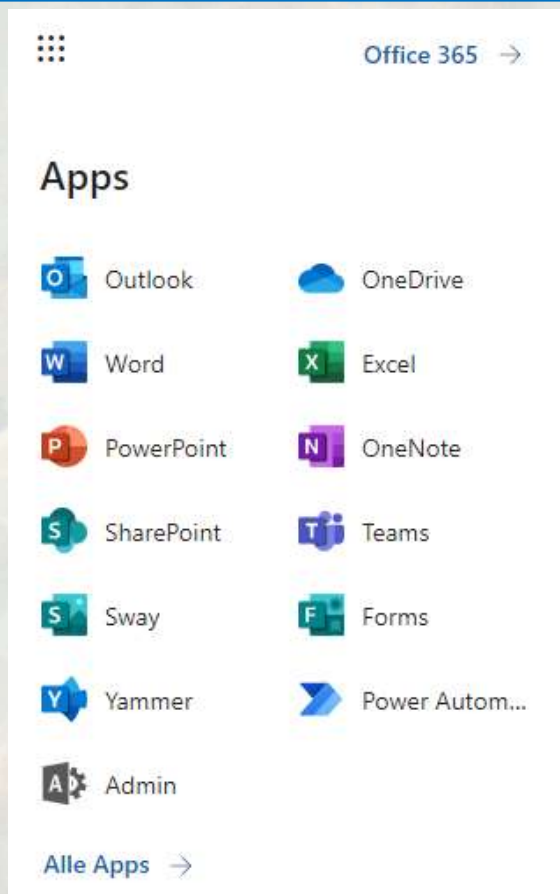 Office 365 →
Apps
Outlook OneDrive
Word Excel
PowerPoint OneNote
SharePoint Teams
Sway Forms
Yammer Power Autom...
Admin
Alle Apps →